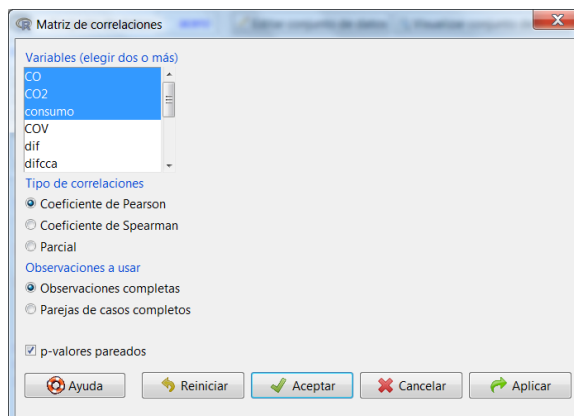 Matriz de correlaciones
Variables (elegir dos o más)
CO
CO2
consumo
COV
dif
difcca
Tipo de correlaciones
Coeficiente de Pearson
Coeficiente de Spearman
Parcial
Observaciones a usar
Observaciones completas
Parejas de casos completos
p-valores pareados
Ayuda Reiniciar Aceptar Cancelar Aplicar